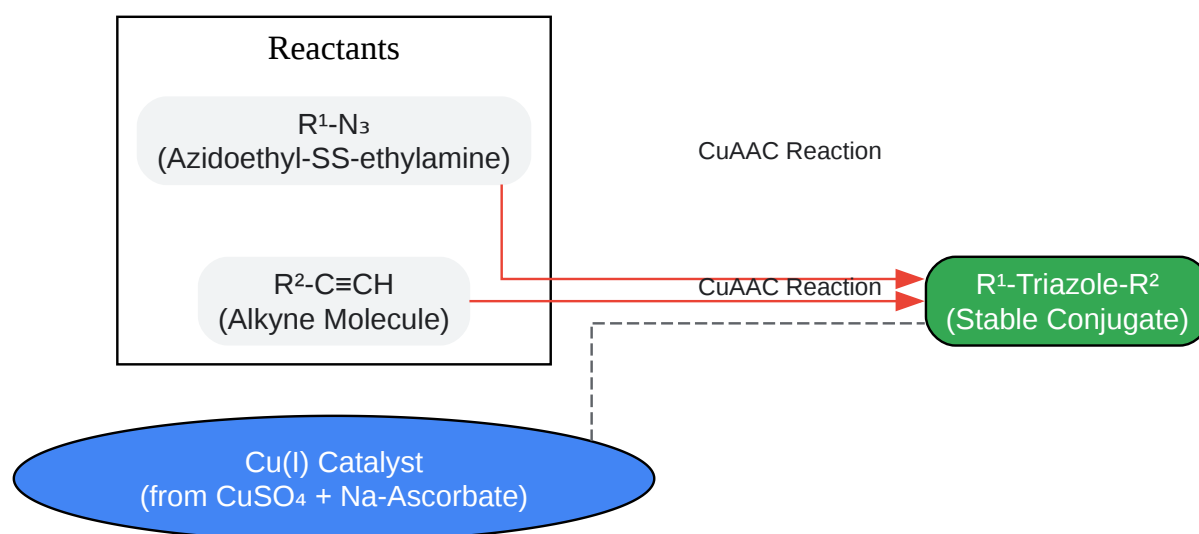 Reactants
R¹-N₃
(Azidoethyl-SS-ethylamine)
CuAAC Reaction
R²-C≡CH
(Alkyne Molecule)
CuAAC Reaction
R¹-Triazole-R²
(Stable Conjugate)
Cu(I) Catalyst
(from CuSO₄ + Na-Ascorbate)